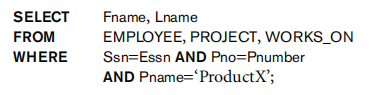 SELECT Fname, Lname
FROM EMPLOYEE, PROJECT, WORKS_ON
WHERE Ssn=Essn AND Pno=Pnumber
AND Pname=‘ProductX’;